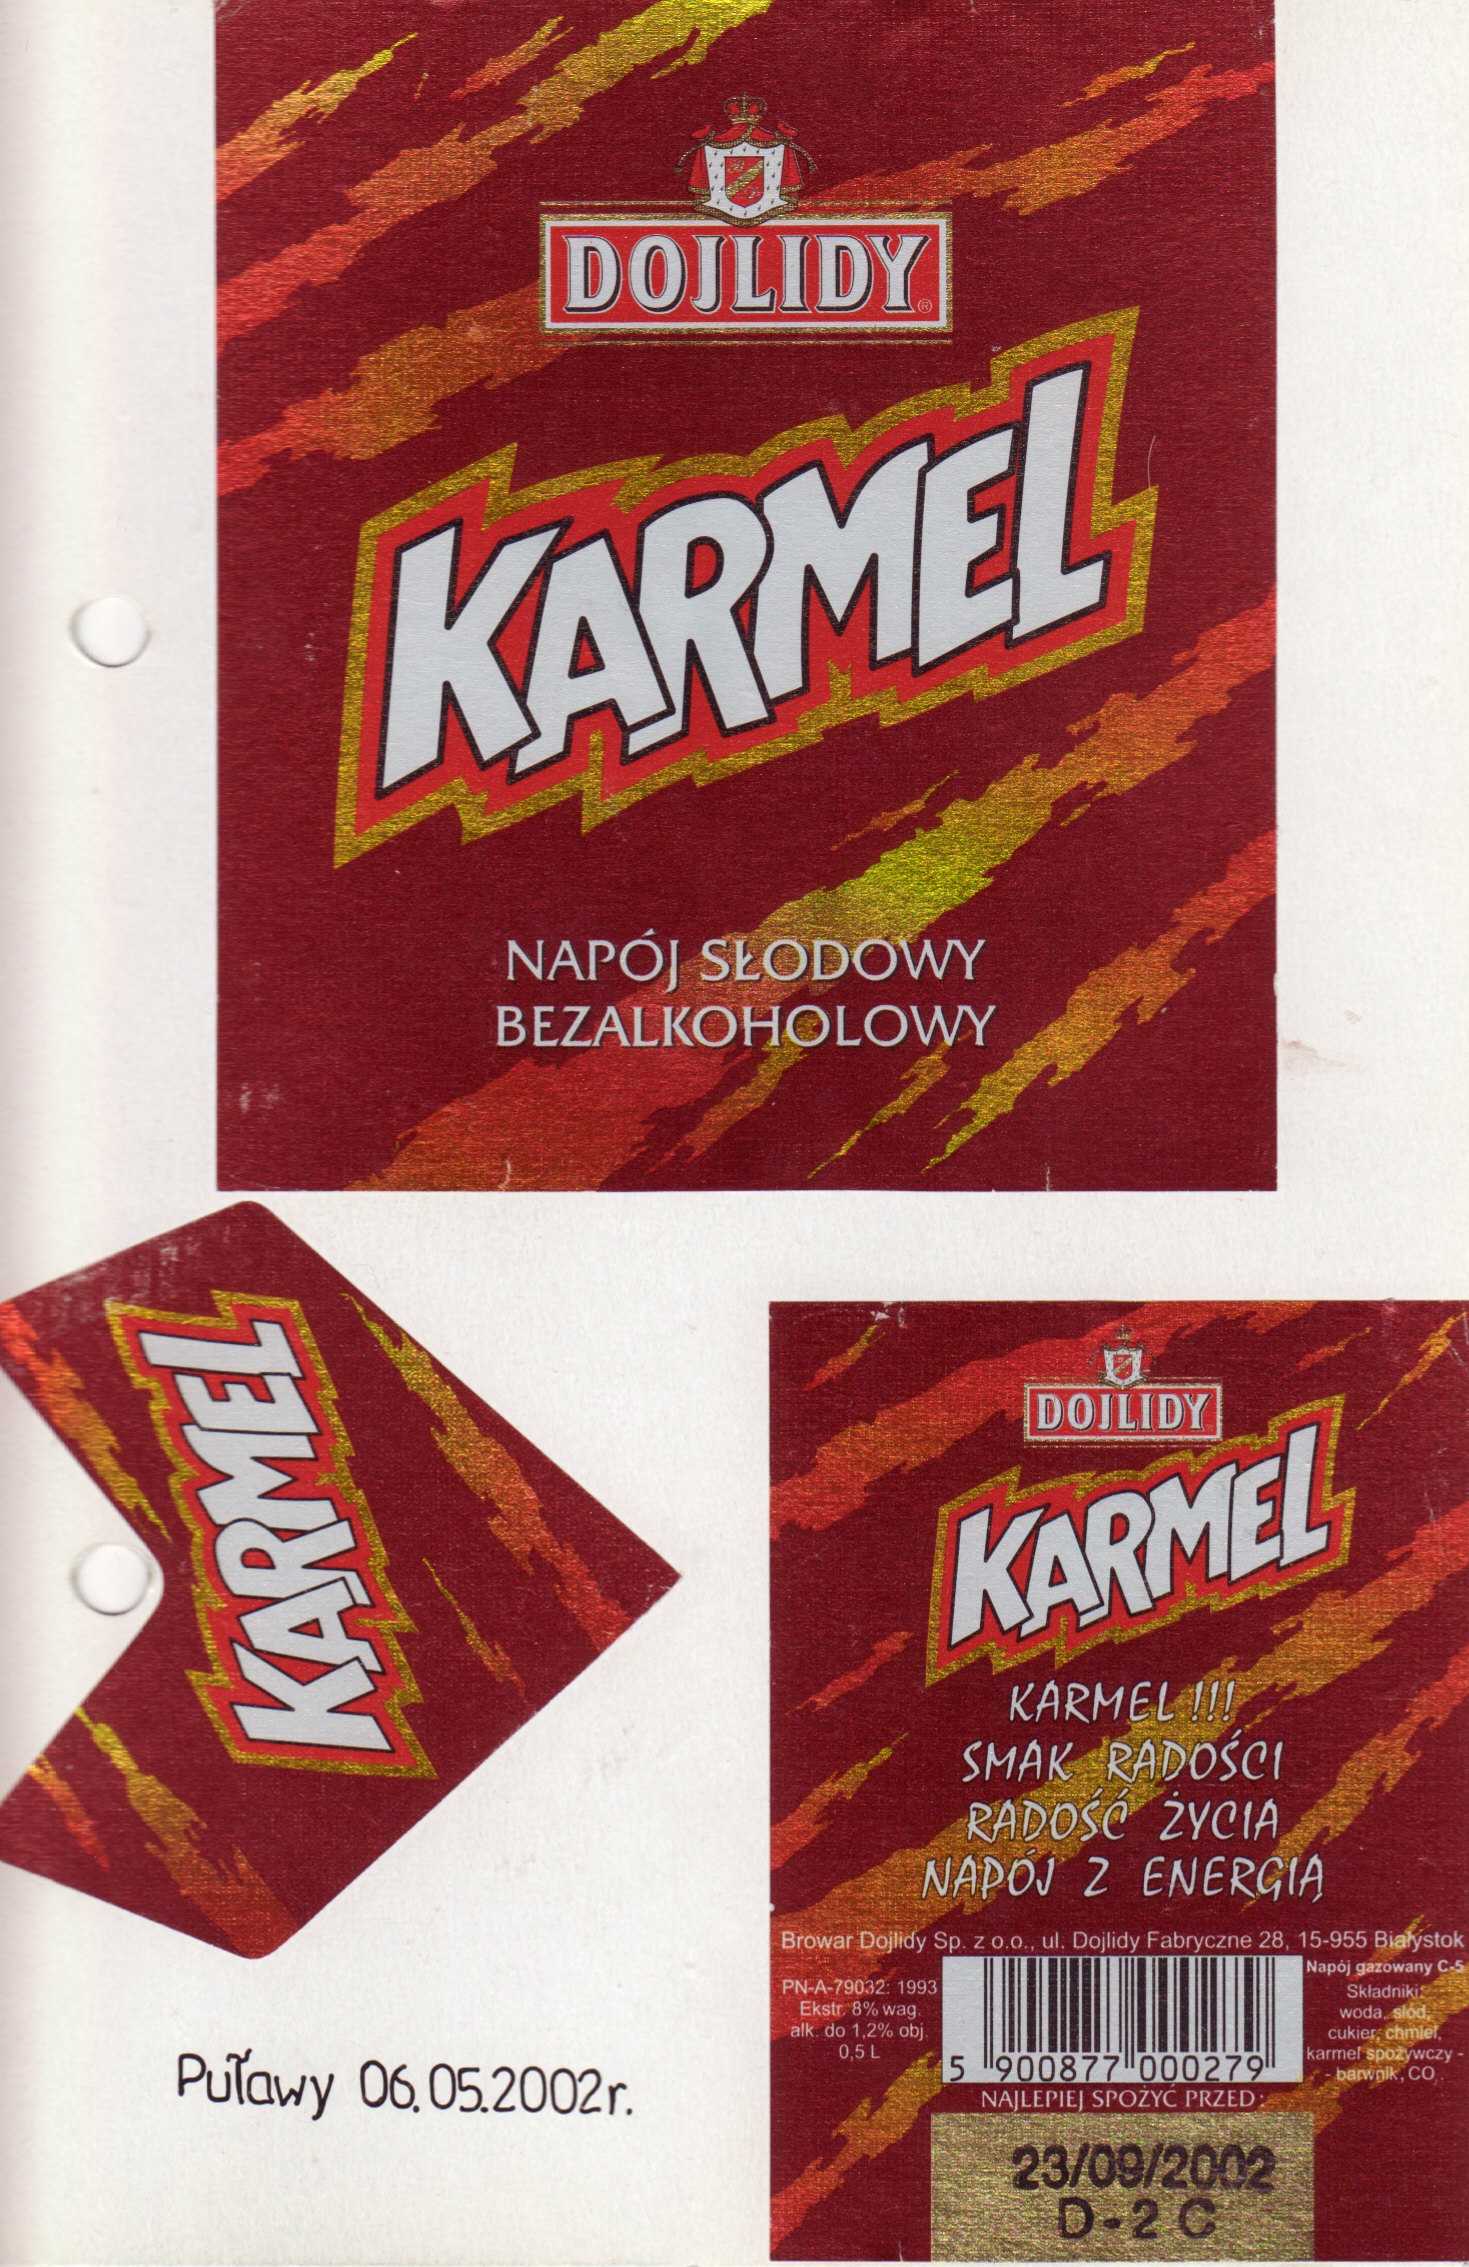 DOJLIDY ®
KARMEL
NAPÓJ SŁODOWY
BEZALKOHOLOWY
KARMEL
DOJLIDY
KARMEL
KARMEL !!!
SMAK RADOŚCI
RADOŚĆ ŻYCIA
NAPÓJ Z ENERGIĄ
Browar Dojlidy Sp. z o.o., ul. Dojlidy Fabryczne 28, 15-955 Białystok
PN-A-79032: 1993
Ekstr. 8% wag.
alk. do 1,2% obj.
0,5 L
5 900877 000279
Napój gazowany C-5
Składniki:
woda, słód,
cukier, chmiel,
karmel spożywczy -
- barwnik, CO
NAJLEPIEJ SPOŻYĆ PRZED:
23/09/2002
D-2 C
Puławy 06.05.2002r.